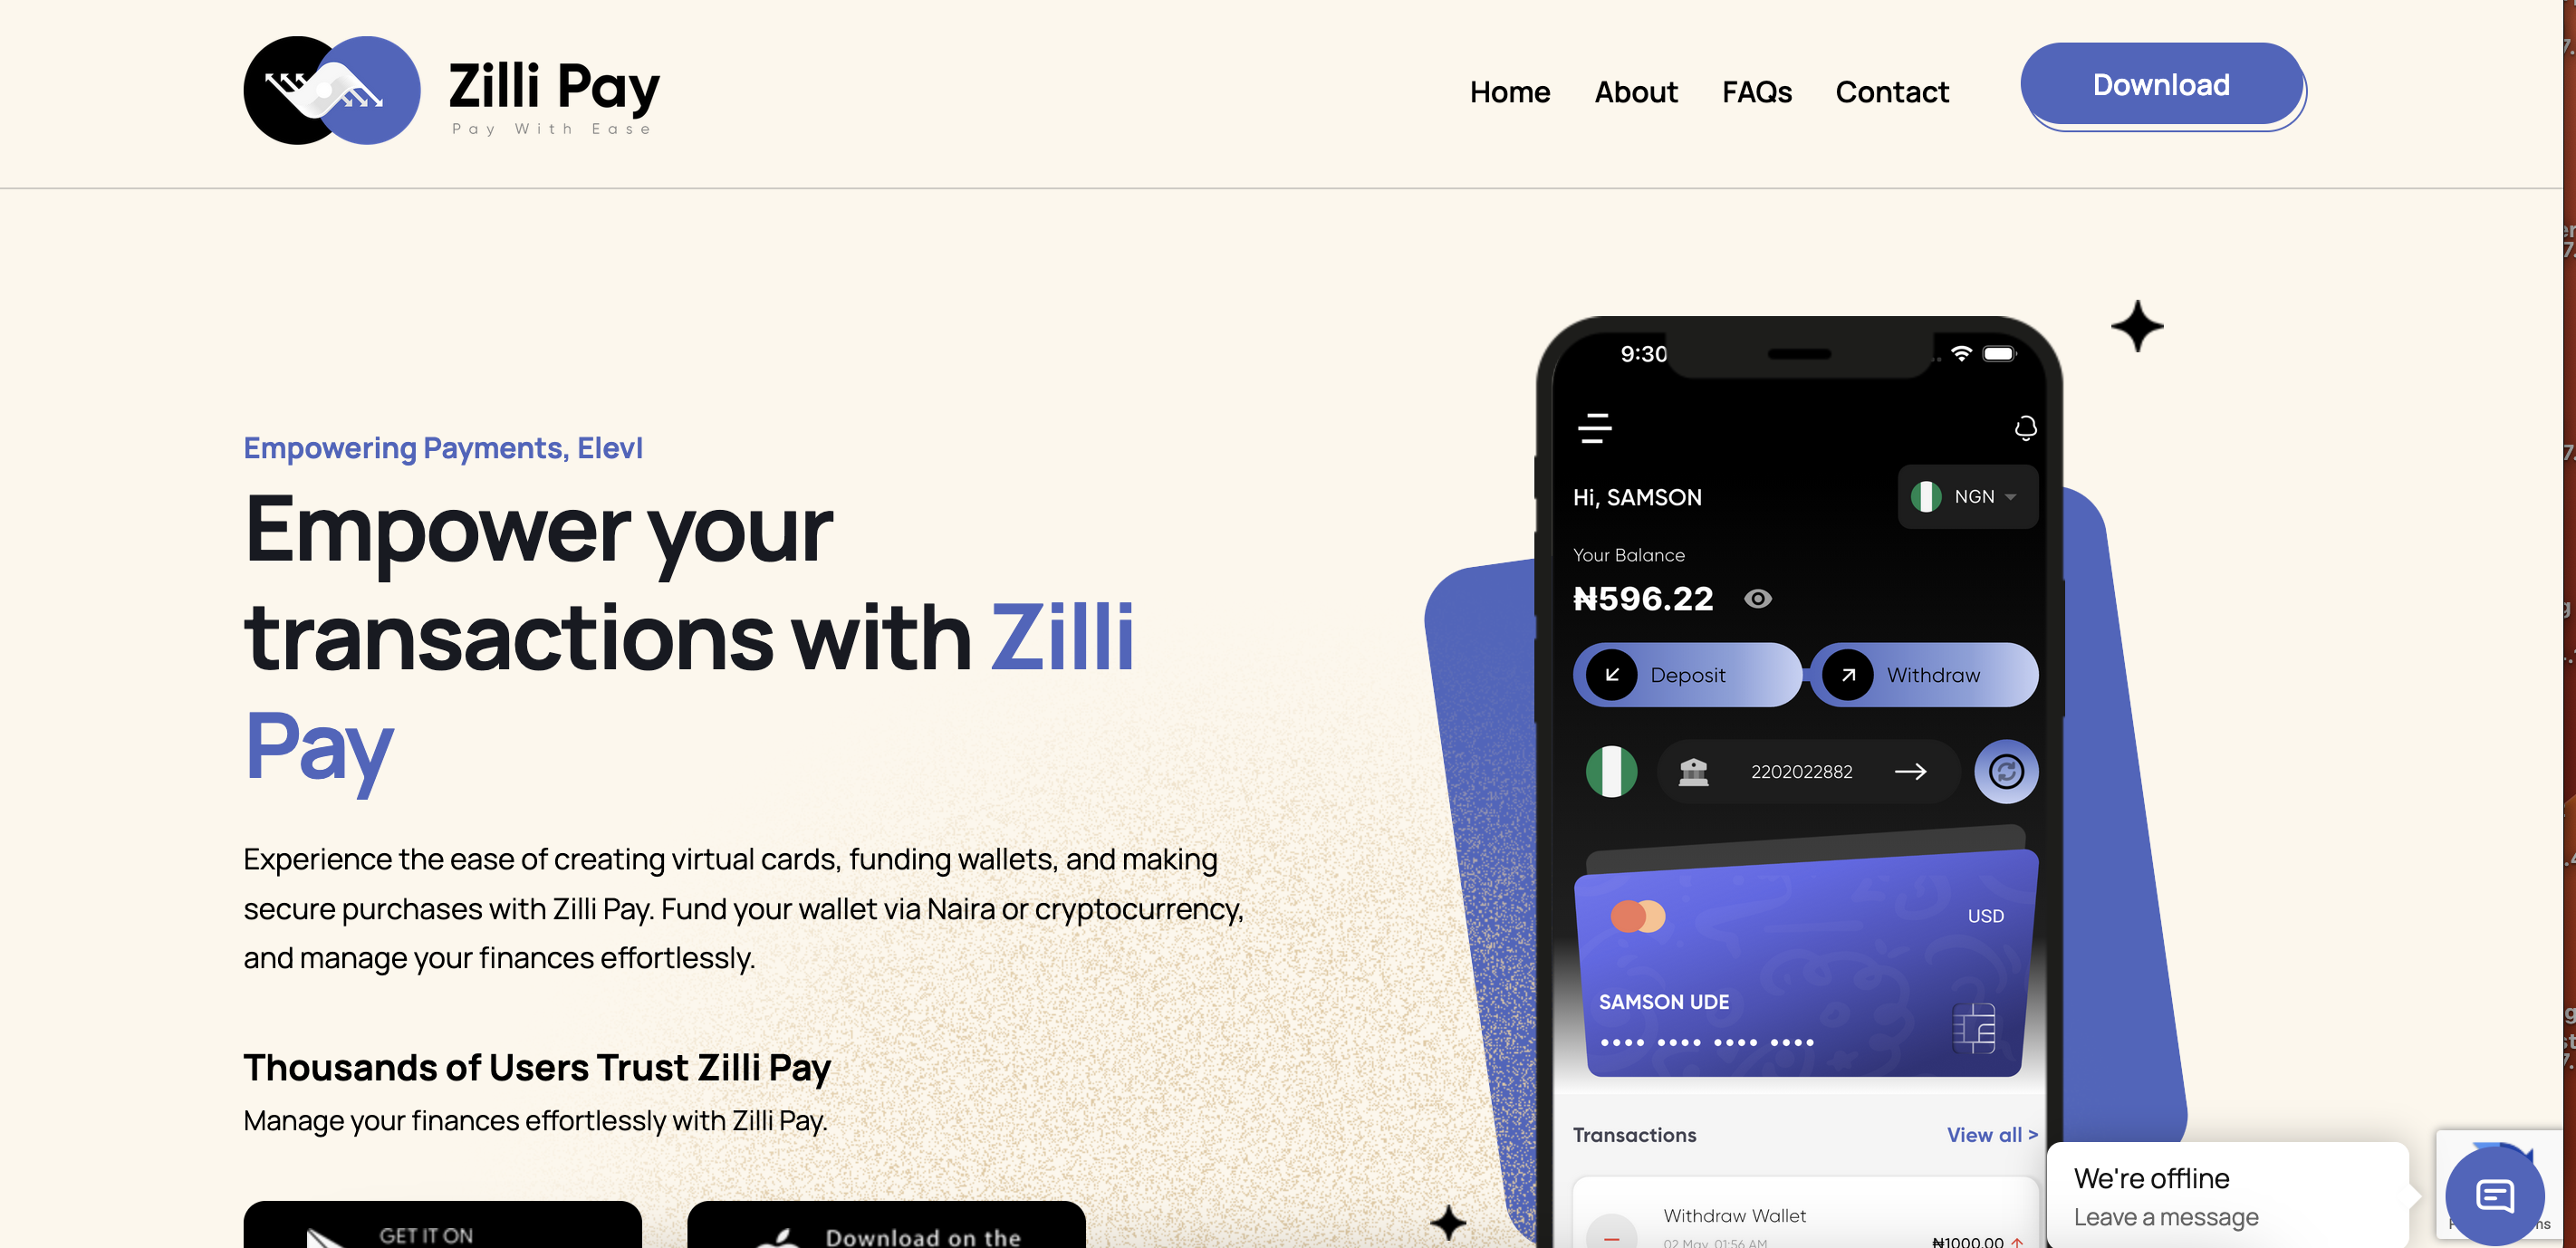 Zilli Pay
Pay With Ease
Home About FAQs Contact Download
Empowering Payments, Elevl
Empower your
transactions with Zilli
Pay
Experience the ease of creating virtual cards, funding wallets, and making
secure purchases with Zilli Pay. Fund your wallet via Naira or cryptocurrency,
and manage your finances effortlessly.
Thousands of Users Trust Zilli Pay
Manage your finances effortlessly with Zilli Pay.
GET IT ON
Download on the
9:30
Hi, SAMSON
NGN
Your Balance
₦596.22
Deposit Withdraw
2202022882
USD
SAMSON UDE
Transactions View all >
Withdraw Wallet
02 May, 01:56 AM
₦1000.00
We're offline
Leave a message